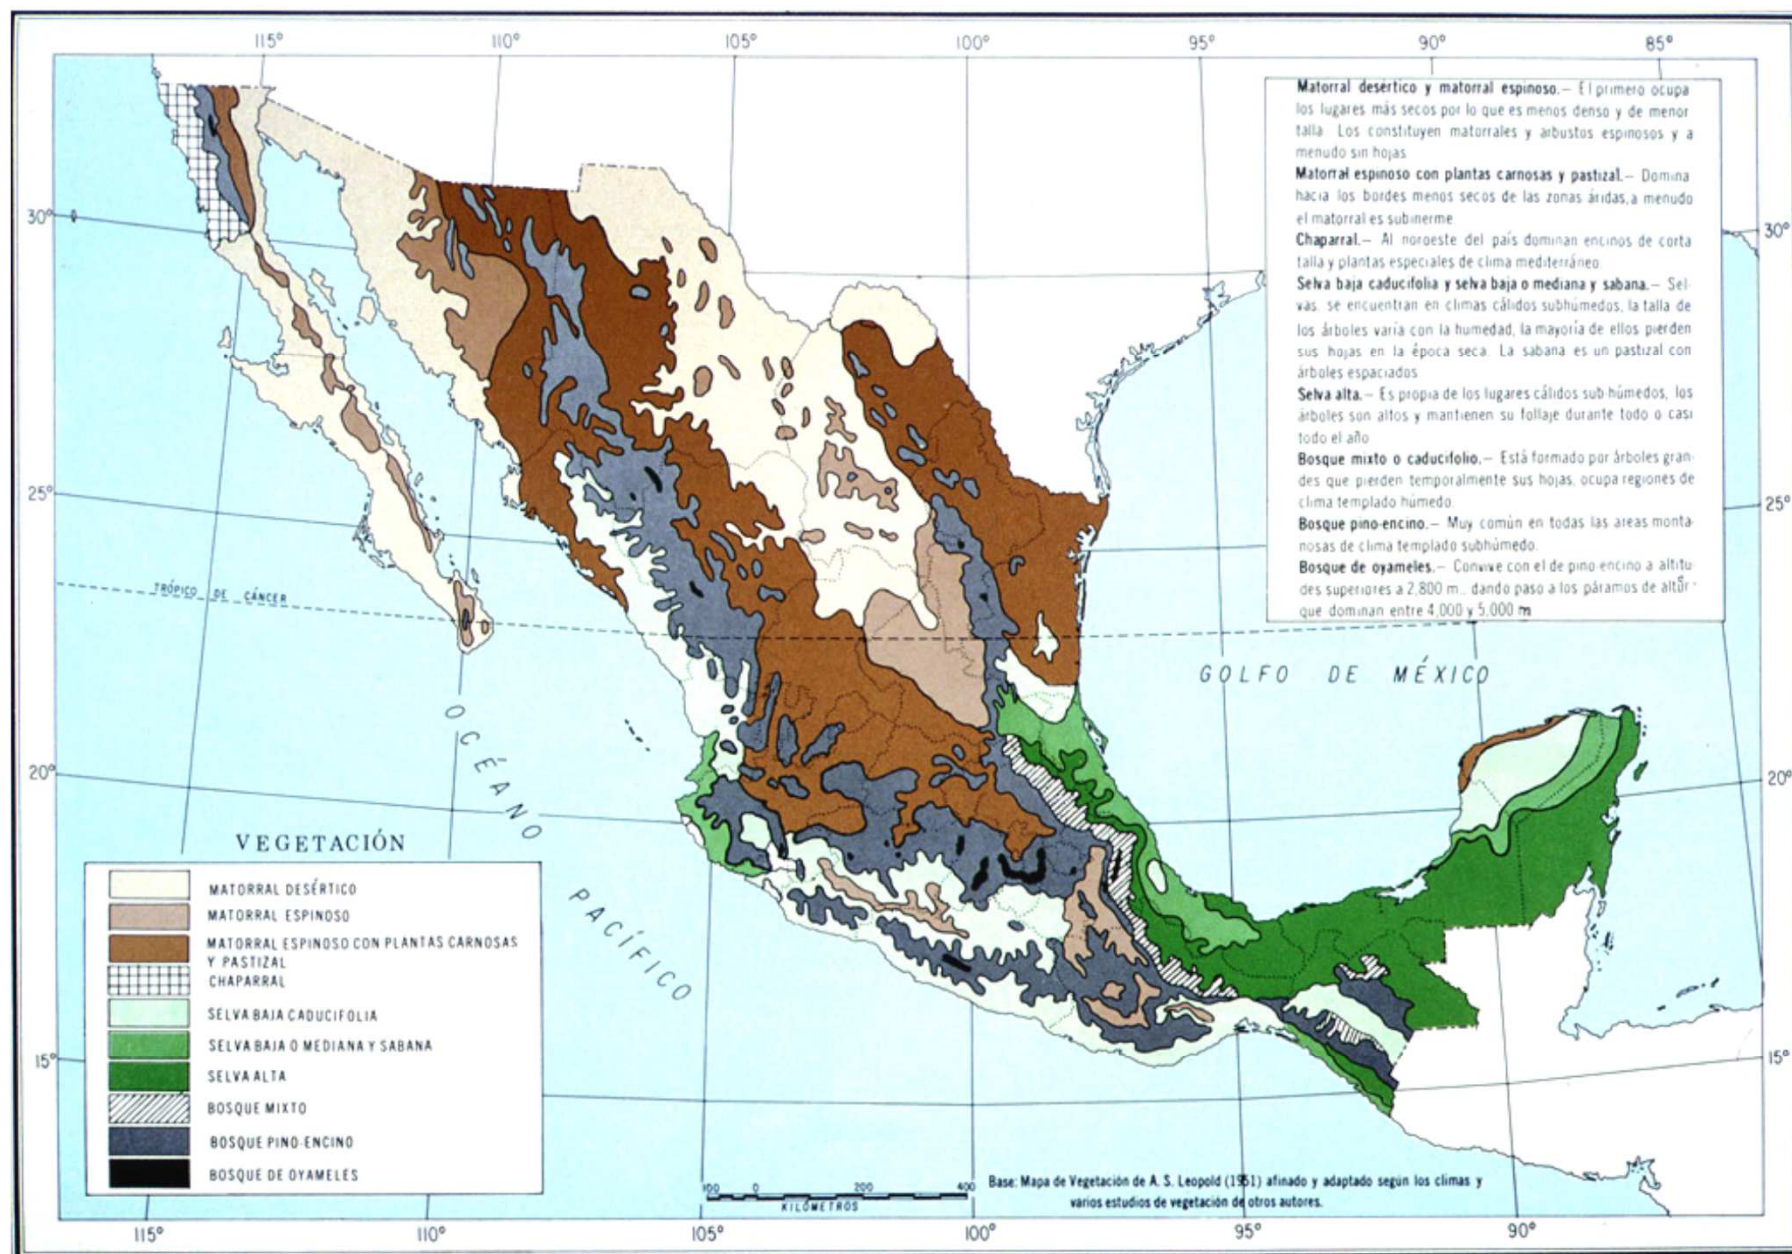 115°
110°
105°
100°
95°
90°
85°
Matorral desértico y matorral espinoso.– El primero ocupa
los lugares más secos por lo que es menos denso y de menor
talla. Los constituyen matorrales y arbustos espinosos y a
menudo sin hojas
Matorral espinoso con plantas carnosas y pastizal.– Domina
hacia los bordes menos secos de las zonas áridas, a menudo
el matorral es subinerme
Chaparral.– Al noroeste del país dominan encinos de corta
talla y plantas especiales de clima mediterráneo
Selva baja caducifolia y selva baja o mediana y sabana.– Sel-
vas, se encuentran en climas cálidos subhúmedos, la talla de
los árboles varía con la humedad, la mayoría de ellos pierden
sus hojas en la época seca. La sabana es un pastizal con
árboles espaciados
Selva alta.– Es propia de los lugares cálidos sub húmedos, los
árboles son altos y mantienen su follaje durante todo o casi
todo el año
Bosque mixto o caducifolio.– Está formado por árboles gran-
des que pierden temporalmente sus hojas, ocupa regiones de
clima templado húmedo.
Bosque pino-encino.– Muy común en todas las areas monta-
nosas de clima templado subhúmedo.
Bosque de oyameles.– Convive con el de pino-encino a altitu
des superiores a 2,800 m., dando paso a los páramos de altur
que dominan entre 4,000 y 5,000 m
30°
30°
25°
25°
TRÓPICO DE CÁNCER
GOLFO DE MÉXICO
OCÉANO PACÍFICO
20°
20°
15°
15°
VEGETACIÓN
MATORRAL DESÉRTICO
MATORRAL ESPINOSO
MATORRAL ESPINOSO CON PLANTAS CARNOSAS
Y PASTIZAL
CHAPARRAL
SELVA BAJA CADUCIFOLIA
SELVA BAJA O MEDIANA Y SABANA
SELVA ALTA
BOSQUE MIXTO
BOSQUE PINO-ENCINO
BOSQUE DE OYAMELES
100 0 200 400
KILÓMETROS
Base: Mapa de Vegetación de A. S. Leopold (1951) afinado y adaptado según los climas y
varios estudios de vegetación de otros autores.
115°
110°
105°
100°
95°
90°